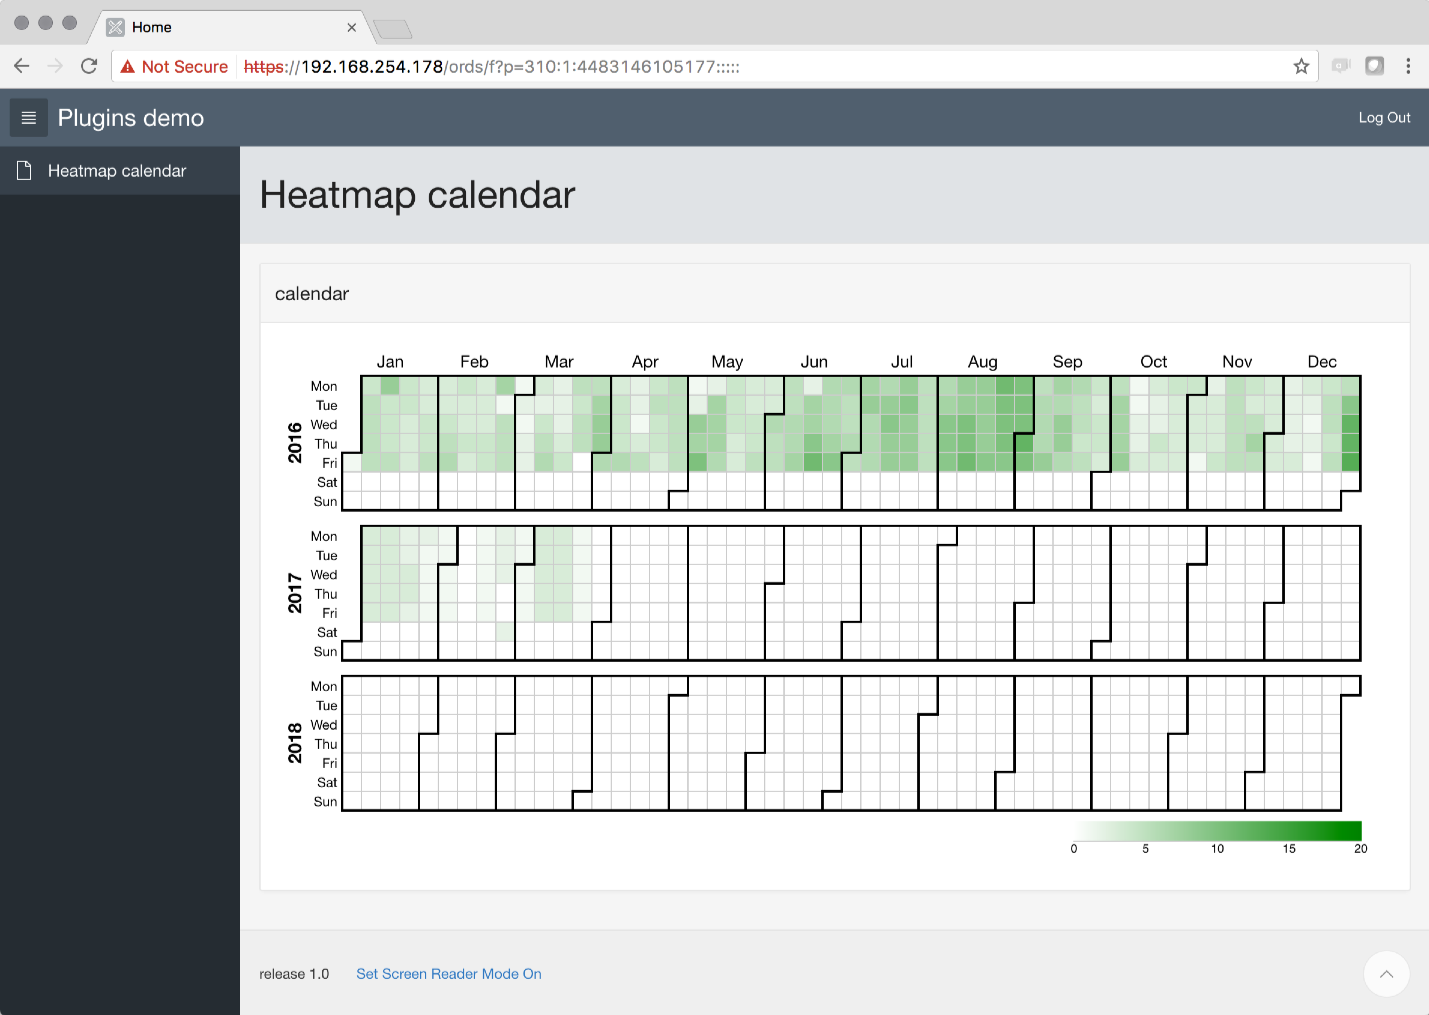 Home
Not Secure https://192.168.254.178/ords/f?p=310:1:4483146105177:::::
Plugins demo
Log Out
Heatmap calendar
Heatmap calendar
calendar
Jan Feb Mar Apr May Jun Jul Aug Sep Oct Nov Dec
2016
Mon
Tue
Wed
Thu
Fri
Sat
Sun
2017
Mon
Tue
Wed
Thu
Fri
Sat
Sun
2018
Mon
Tue
Wed
Thu
Fri
Sat
Sun
0 5 10 15 20
release 1.0 Set Screen Reader Mode On